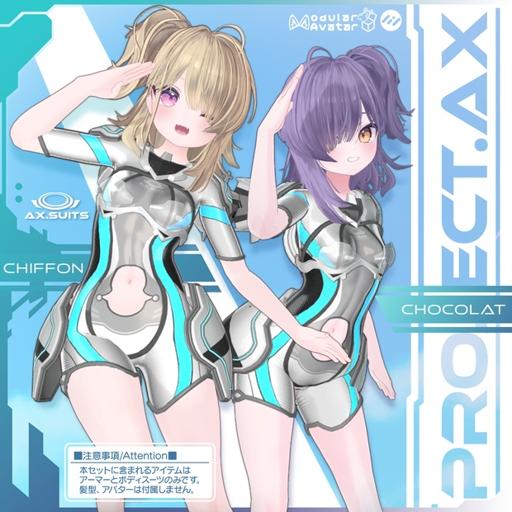 Modular
Avatar
PROJECT.AX
AX.SUITS
CHIFFON
CHOCOLAT
■注意事項/Attention■
本セットに含まれるアイテムは
アーマーとボディスーツのみです。
髪型、アバターは付属しません。